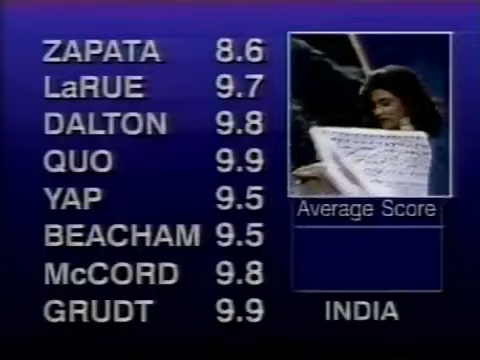 ZAPATA 8.6
LaRUE 9.7
DALTON 9.8
QUO 9.9
YAP 9.5
BEACHAM 9.5
McCORD 9.8
GRUDT 9.9
Average Score
INDIA